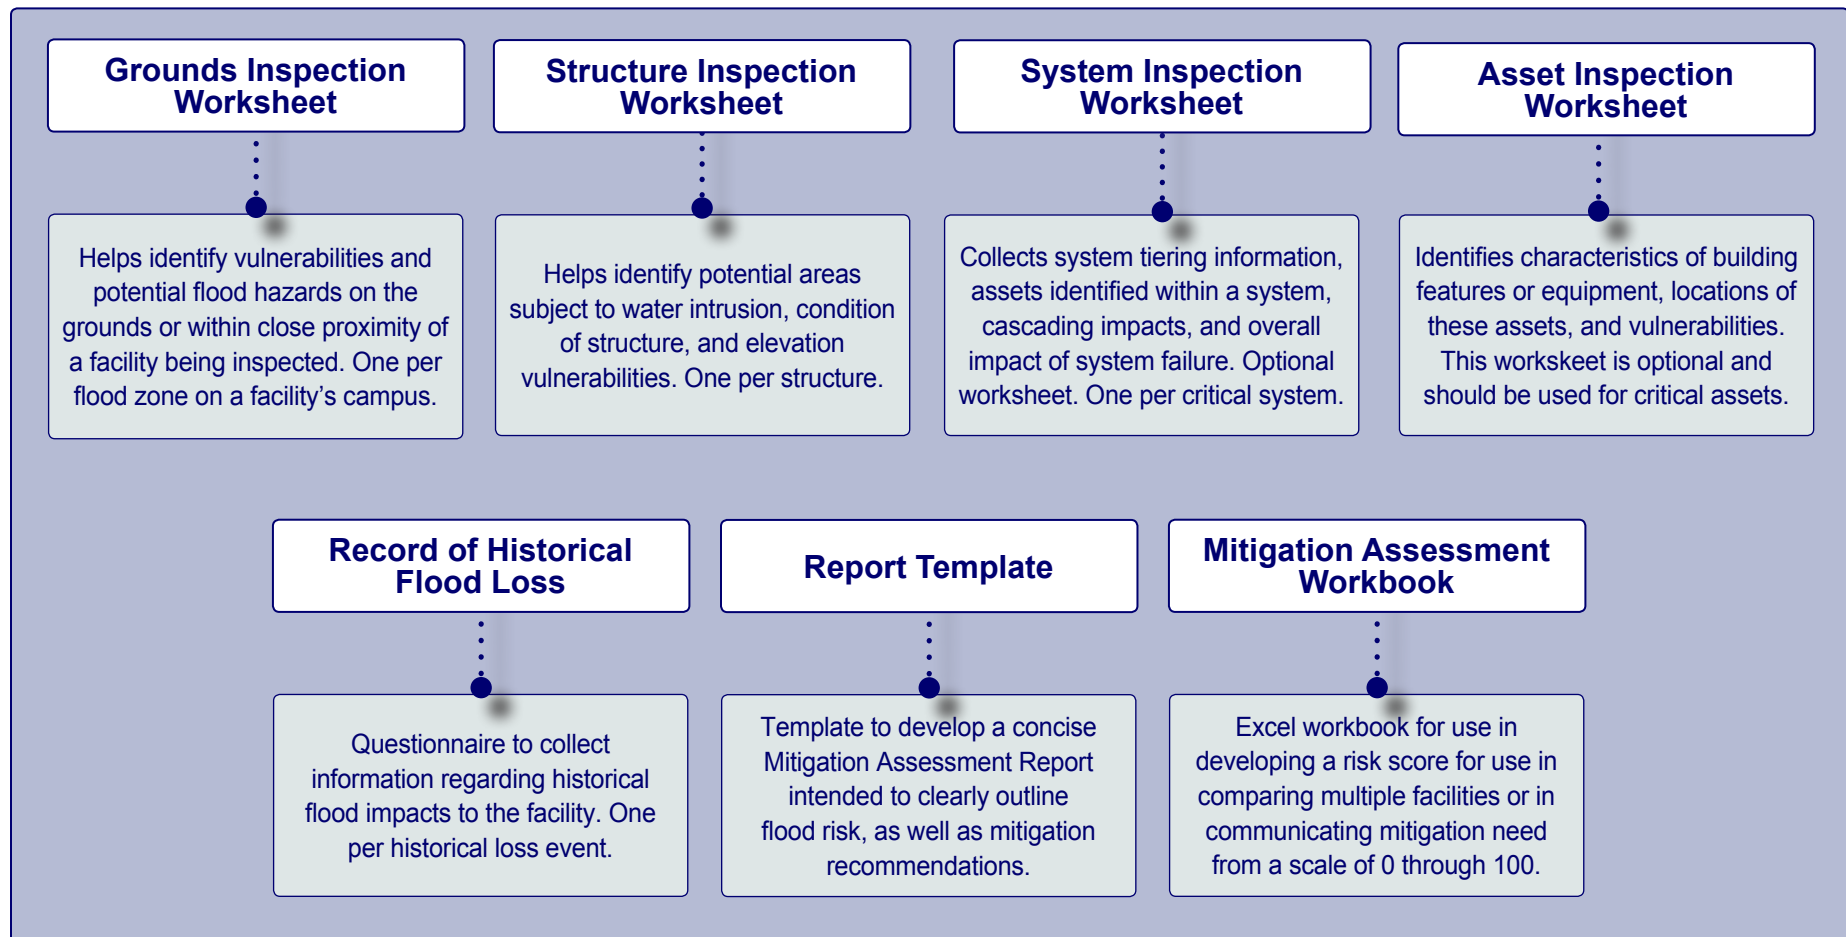 Grounds Inspection
Worksheet
Helps identify vulnerabilities and
potential flood hazards on the
grounds or within close proximity of
a facility being inspected. One per
flood zone on a facility’s campus.
Structure Inspection
Worksheet
Helps identify potential areas
subject to water intrusion, condition
of structure, and elevation
vulnerabilities. One per structure.
System Inspection
Worksheet
Collects system tiering information,
assets identified within a system,
cascading impacts, and overall
impact of system failure. Optional
worksheet. One per critical system.
Asset Inspection
Worksheet
Identifies characteristics of building
features or equipment, locations of
these assets, and vulnerabilities.
This workskeet is optional and
should be used for critical assets.
Record of Historical
Flood Loss
Questionnaire to collect
information regarding historical
flood impacts to the facility. One
per historical loss event.
Report Template
Template to develop a concise
Mitigation Assessment Report
intended to clearly outline
flood risk, as well as mitigation
recommendations.
Mitigation Assessment
Workbook
Excel workbook for use in
developing a risk score for use in
comparing multiple facilities or in
communicating mitigation need
from a scale of 0 through 100.